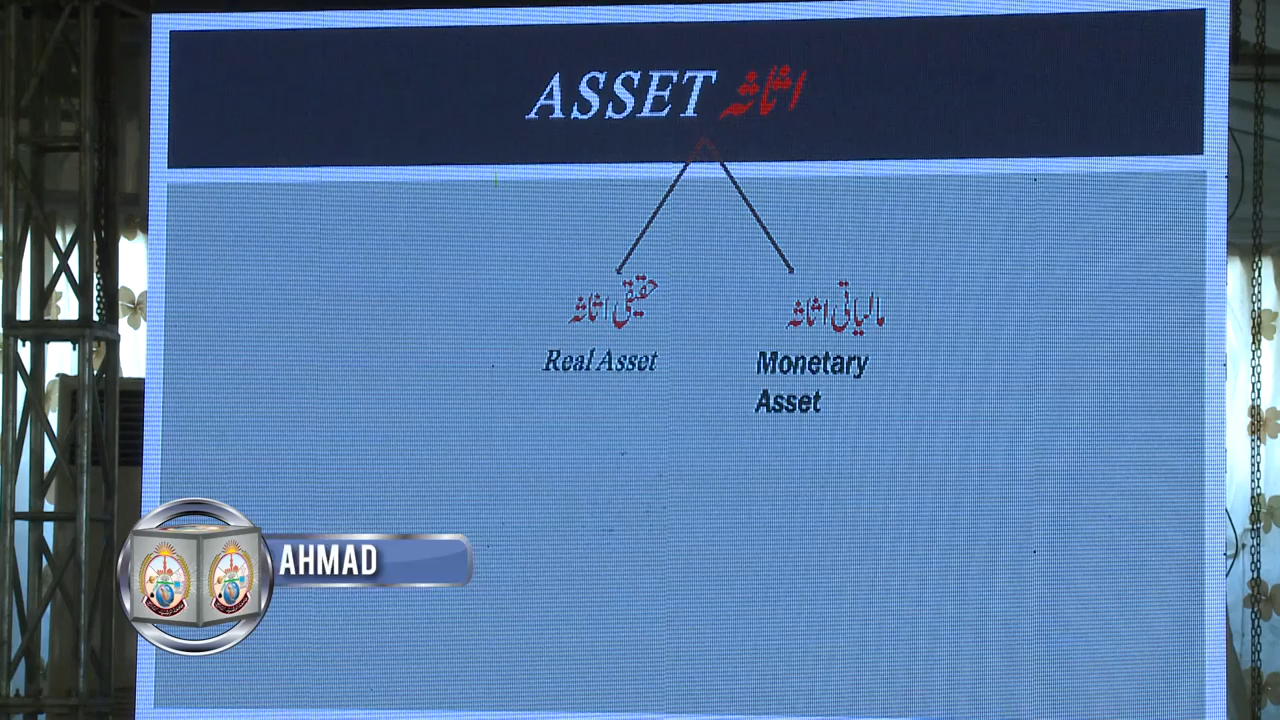 ASSET اثاثہ
حقیقی اثاثہ
Real Asset
مالیاتی اثاثہ
Monetary
Asset
AHMAD